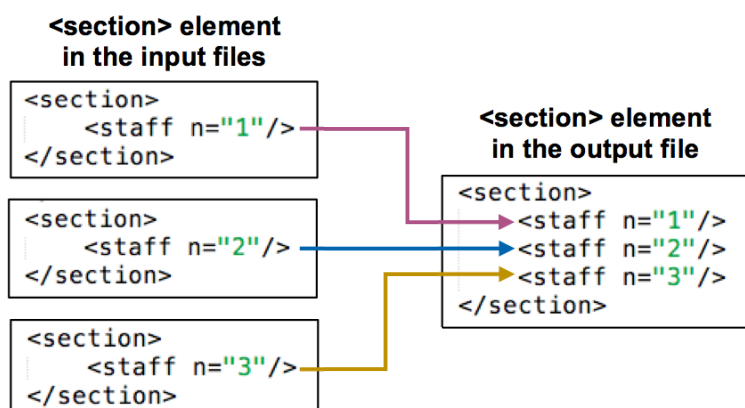 <section> element
in the input files
<section>
<staff n="1"/>
</section>
<section>
<staff n="2"/>
</section>
<section>
<staff n="3"/>
</section>
<section> element
in the output file
<section>
<staff n="1"/>
<staff n="2"/>
<staff n="3"/>
</section>